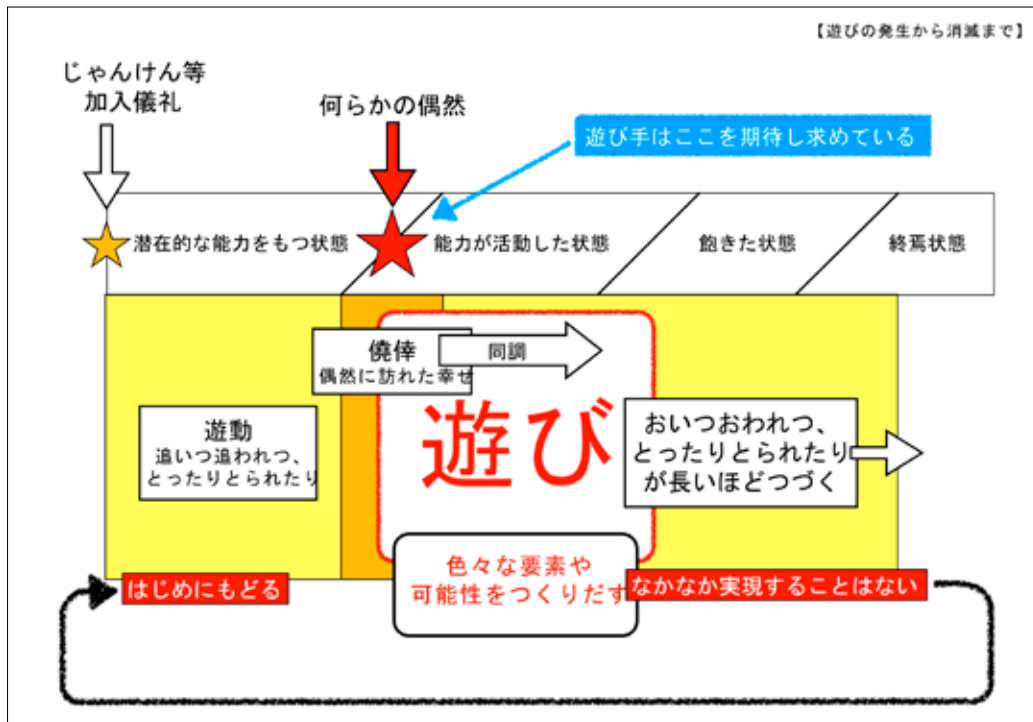 【遊びの発生から消滅まで】
じゃんけん等
加入儀礼
何らかの偶然
遊び手はここを期待し求めている
潜在的な能力をもつ状態
能力が活動した状態
飽きた状態
終焉状態
僥倖
偶然に訪れた幸せ
同調
遊び
遊動
追いつ追われつ、
とったりとられたり
おいつおわれつ、
とったりとられたり
が長いほどつづく
色々な要素や
可能性をつくりだす
はじめにもどる
なかなか実現することはない